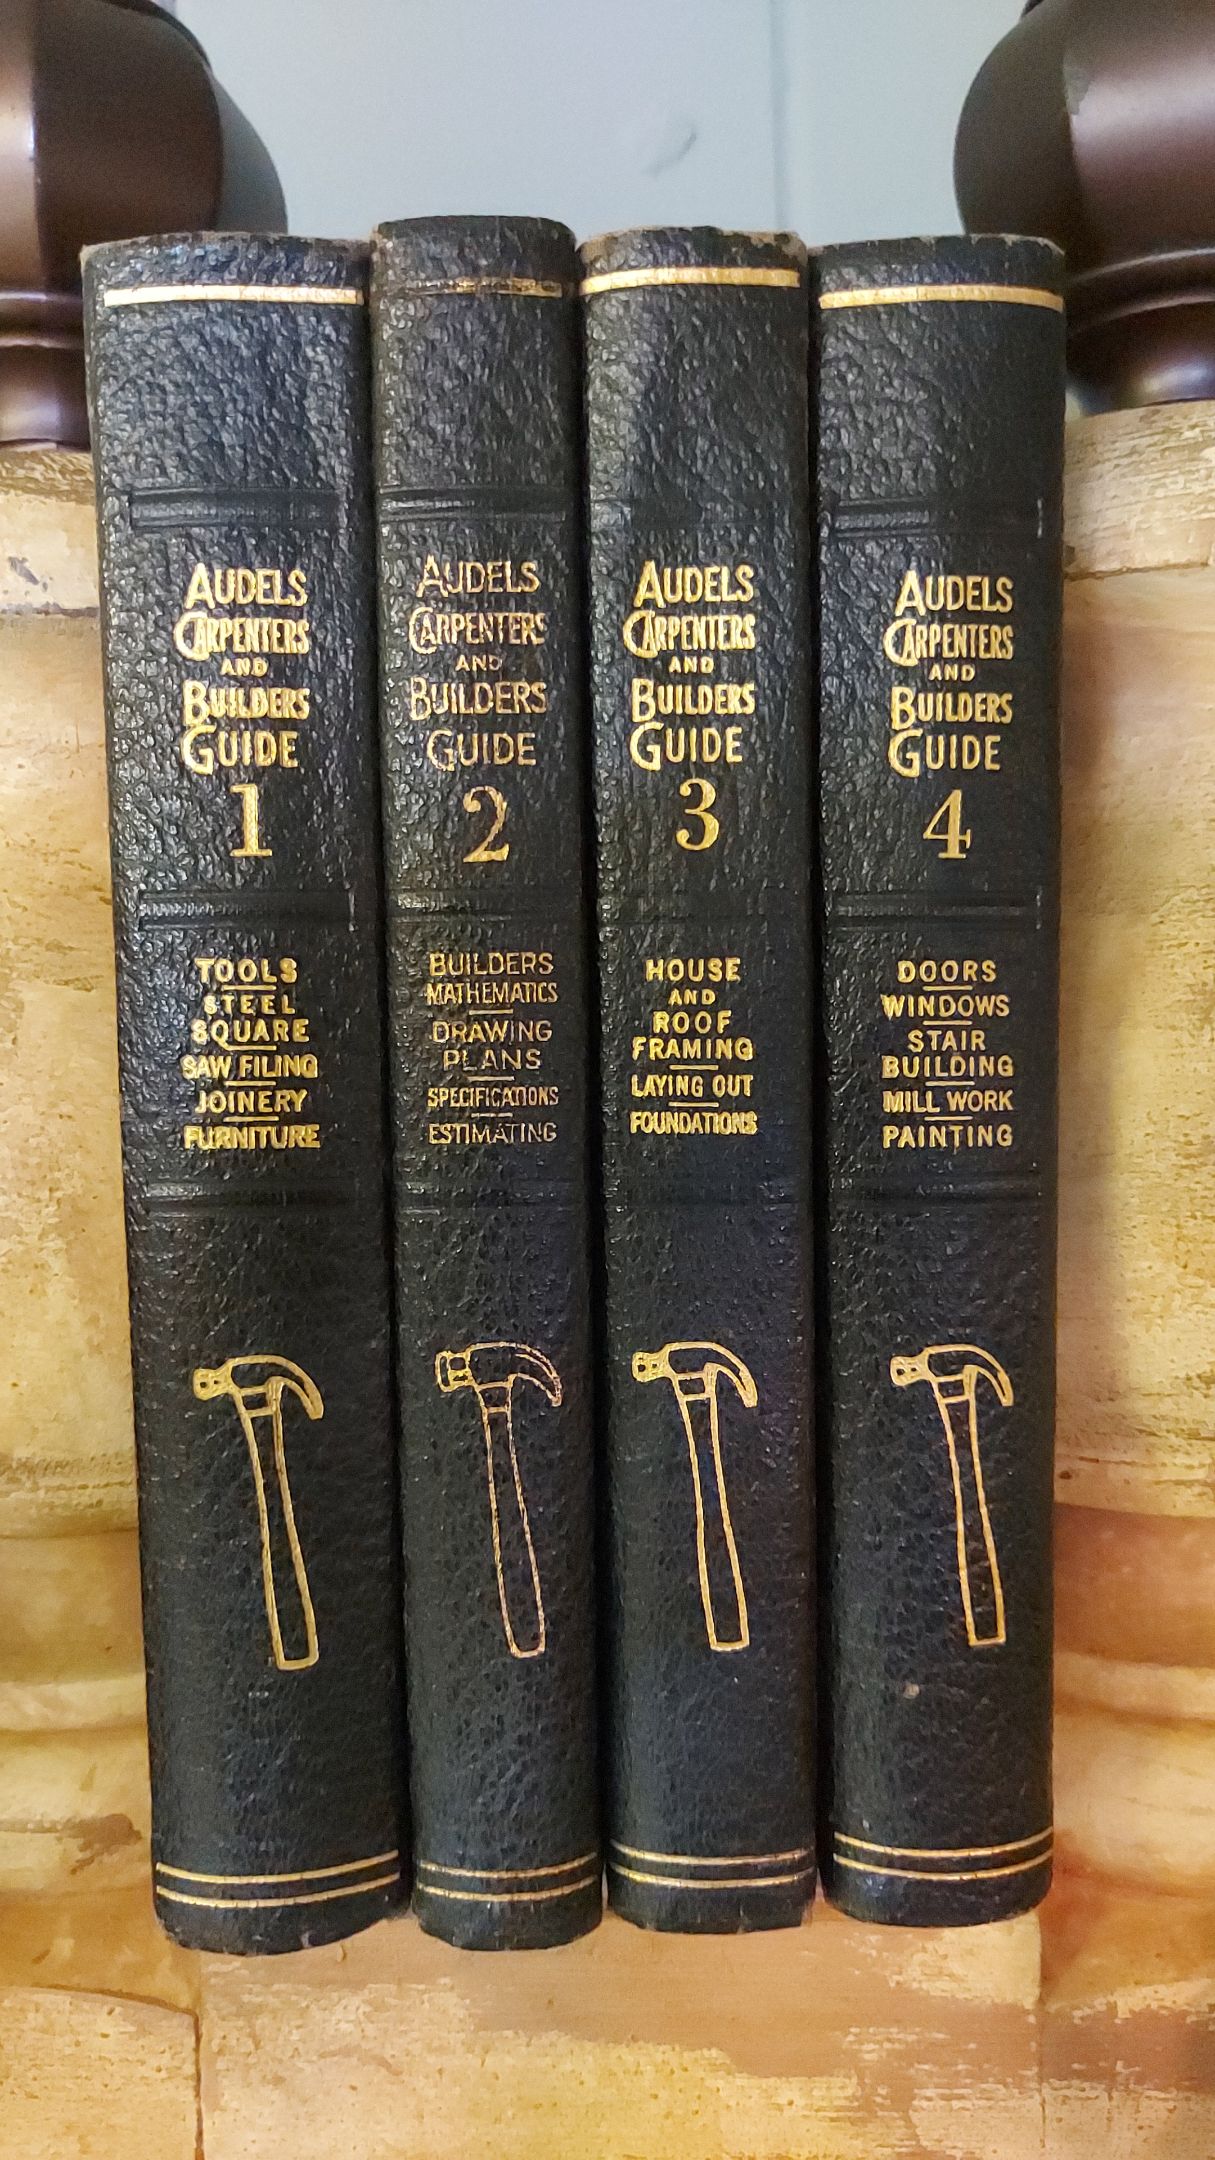 AUDELS
CARPENTERS
AND
BUILDERS
GUIDE
1
TOOLS
STEEL
SQUARE
SAW FILING
JOINERY
FURNITURE
AUDELS
CARPENTERS
AND
BUILDERS
GUIDE
2
BUILDERS
MATHEMATICS
DRAWING
PLANS
SPECIFICATIONS
ESTIMATING
AUDELS
CARPENTERS
AND
BUILDERS
GUIDE
3
HOUSE
AND
ROOF
FRAMING
LAYING OUT
FOUNDATIONS
AUDELS
CARPENTERS
AND
BUILDERS
GUIDE
4
DOORS
WINDOWS
STAIR
BUILDING
MILL WORK
PAINTING